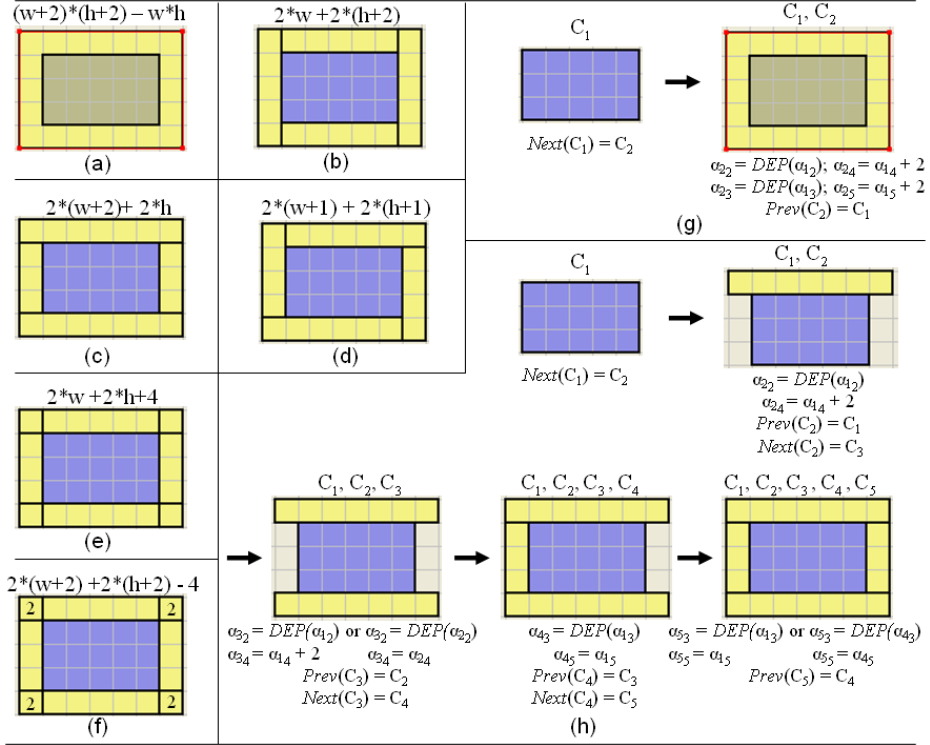 (w+2)*(h+2) – w*h
(a)
2*w +2*(h+2)
(b)
2*(w+2)+ 2*h
(c)
2*(w+1) + 2*(h+1)
(d)
2*w +2*h+4
(e)
2*(w+2) +2*(h+2) - 4
2 2
2 2
(f)
C₁
Next(C₁) = C₂
C₁, C₂
α₂₂ = DEP(α₁₂); α₂₄ = α₁₄ + 2
α₂₃ = DEP(α₁₃); α₂₅ = α₁₅ + 2
Prev(C₂) = C₁
(g)
C₁
Next(C₁) = C₂
C₁, C₂
α₂₂ = DEP(α₁₂)
α₂₄ = α₁₄ + 2
Prev(C₂) = C₁
Next(C₂) = C₃
C₁, C₂, C₃
α₃₂ = DEP(α₁₂) or α₃₂ = DEP(α₂₂)
α₃₄ = α₁₄ + 2 α₃₄ = α₂₄
Prev(C₃) = C₂
Next(C₃) = C₄
C₁, C₂, C₃ , C₄
α₄₃ = DEP(α₁₃)
α₄₅ = α₁₅
Prev(C₄) = C₃
Next(C₄) = C₅
C₁, C₂, C₃ , C₄ , C₅
α₅₃ = DEP(α₁₃) or α₅₃ = DEP(α₄₃)
α₅₅ = α₁₅ α₅₅ = α₄₅
Prev(C₅) = C₄
(h)